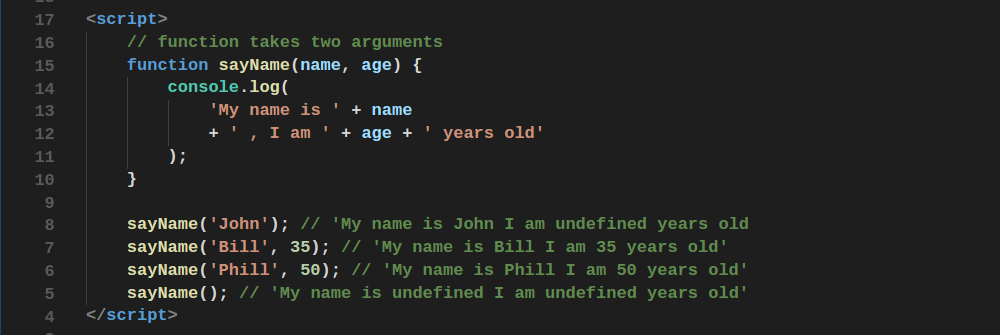 17 <script>
16 // function takes two arguments
15 function sayName(name, age) {
14 console.log(
13 'My name is ' + name
12 + ' , I am ' + age + ' years old'
11 );
10 }
9
8 sayName('John'); // 'My name is John I am undefined years old
7 sayName('Bill', 35); // 'My name is Bill I am 35 years old'
6 sayName('Phill', 50); // 'My name is Phill I am 50 years old'
5 sayName(); // 'My name is undefined I am undefined years old'
4 </script>